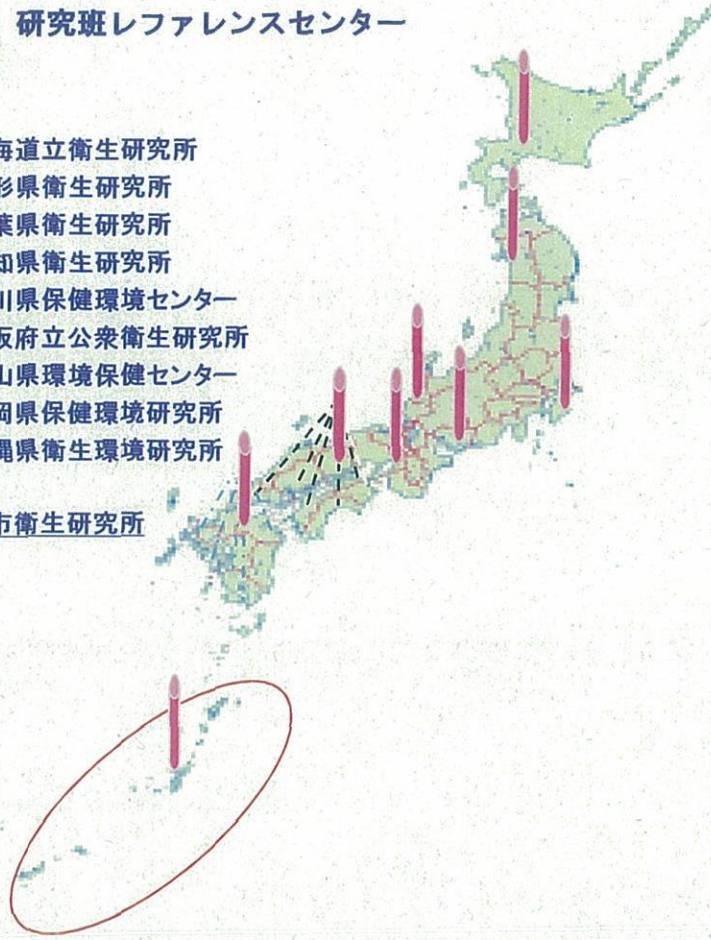 研究班レファレンスセンター
海道立衛生研究所
形県衛生研究所
葉県衛生研究所
知県衛生研究所
川県保健環境センター
阪府立公衆衛生研究所
山県環境保健センター
岡県保健環境研究所
縄県衛生環境研究所
市衛生研究所